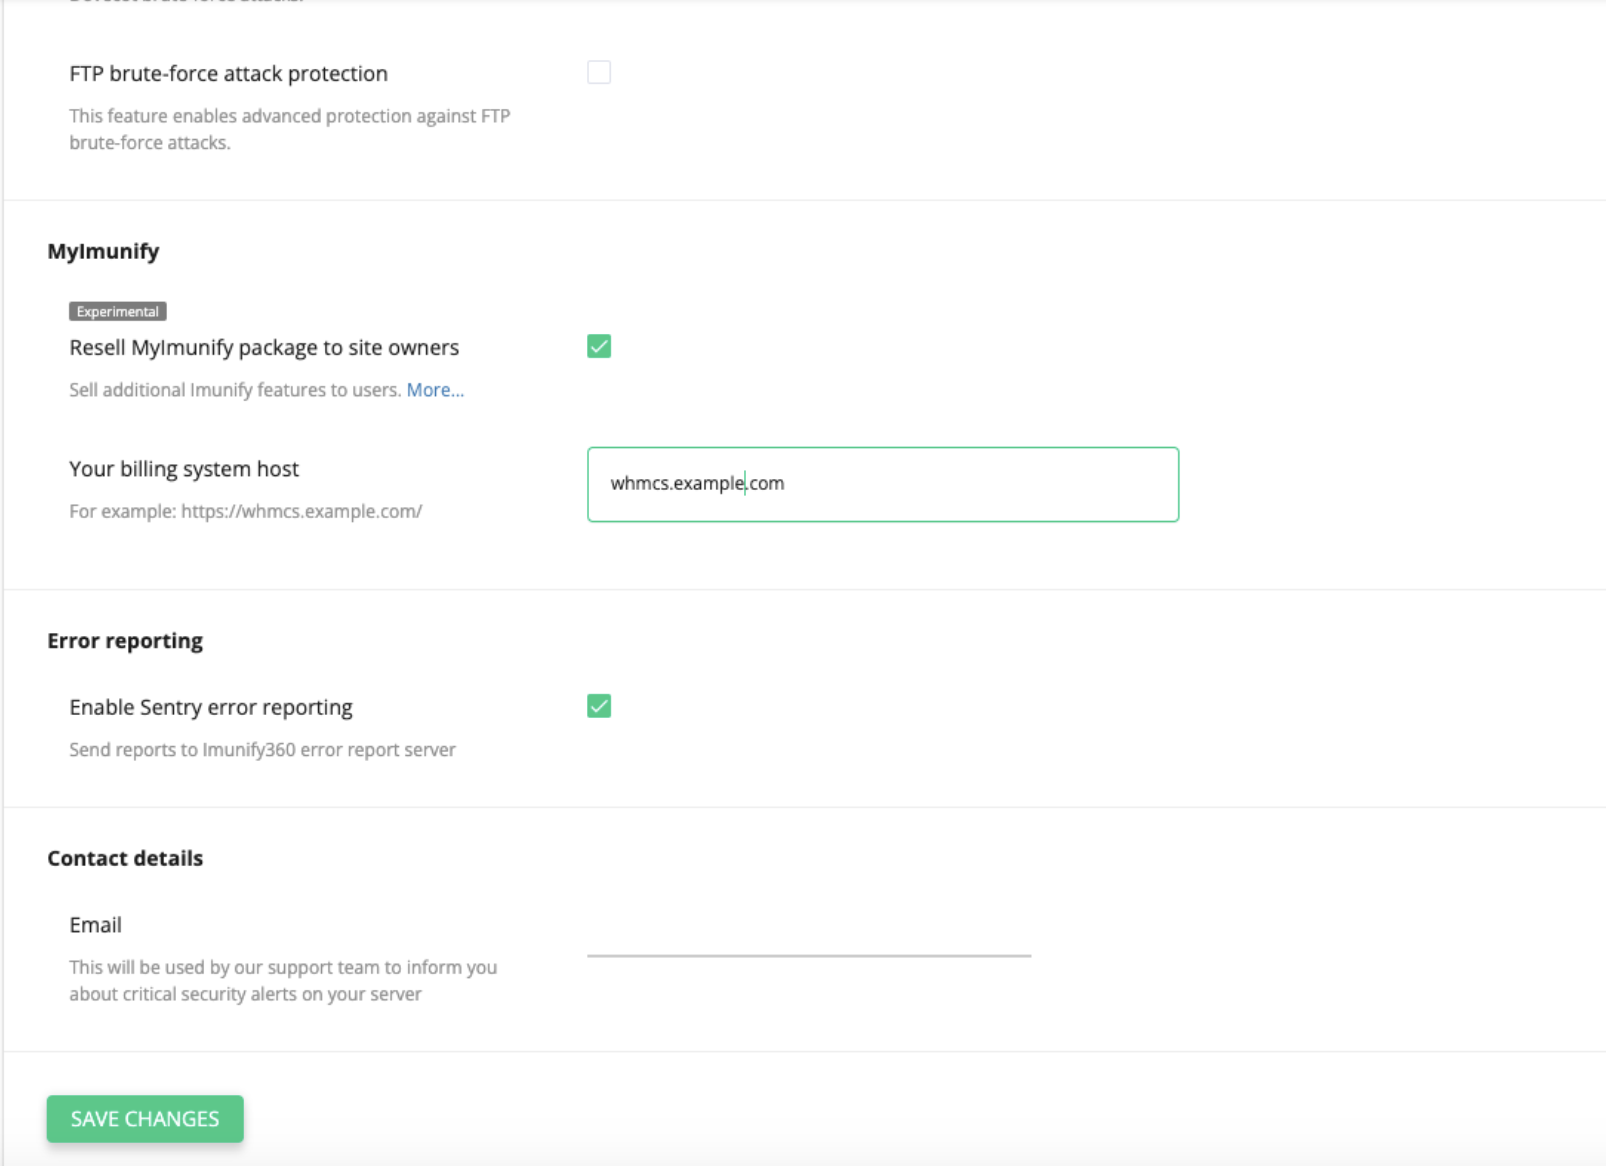 FTP brute-force attack protection
This feature enables advanced protection against FTP
brute-force attacks.
MyImunify
Experimental
Resell MyImunify package to site owners
Sell additional Imunify features to users. More...
Your billing system host
whmcs.example.com
For example: https://whmcs.example.com/
Error reporting
Enable Sentry error reporting
Send reports to Imunify360 error report server
Contact details
Email
This will be used by our support team to inform you
about critical security alerts on your server
SAVE CHANGES